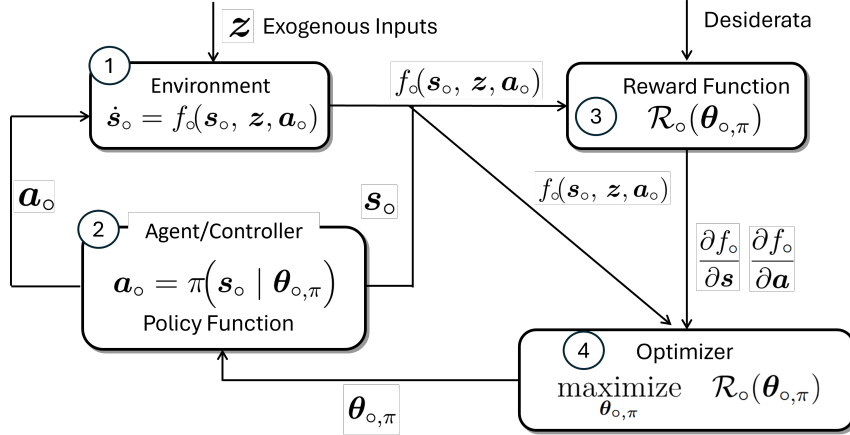 𝒛 Exogenous Inputs
Desiderata
1
Environment
ṡ∘ = f∘(s∘, z, a∘)
f∘(s∘, z, a∘)
Reward Function
3
ℛ∘(θ∘,π)
a∘
s∘
f∘(s∘, z, a∘)
2
Agent/Controller
a∘ = π(s∘ | θ∘,π)
Policy Function
∂f∘/∂s ∂f∘/∂a
4
Optimizer
maximize ℛ∘(θ∘,π)
θ∘,π
θ∘,π